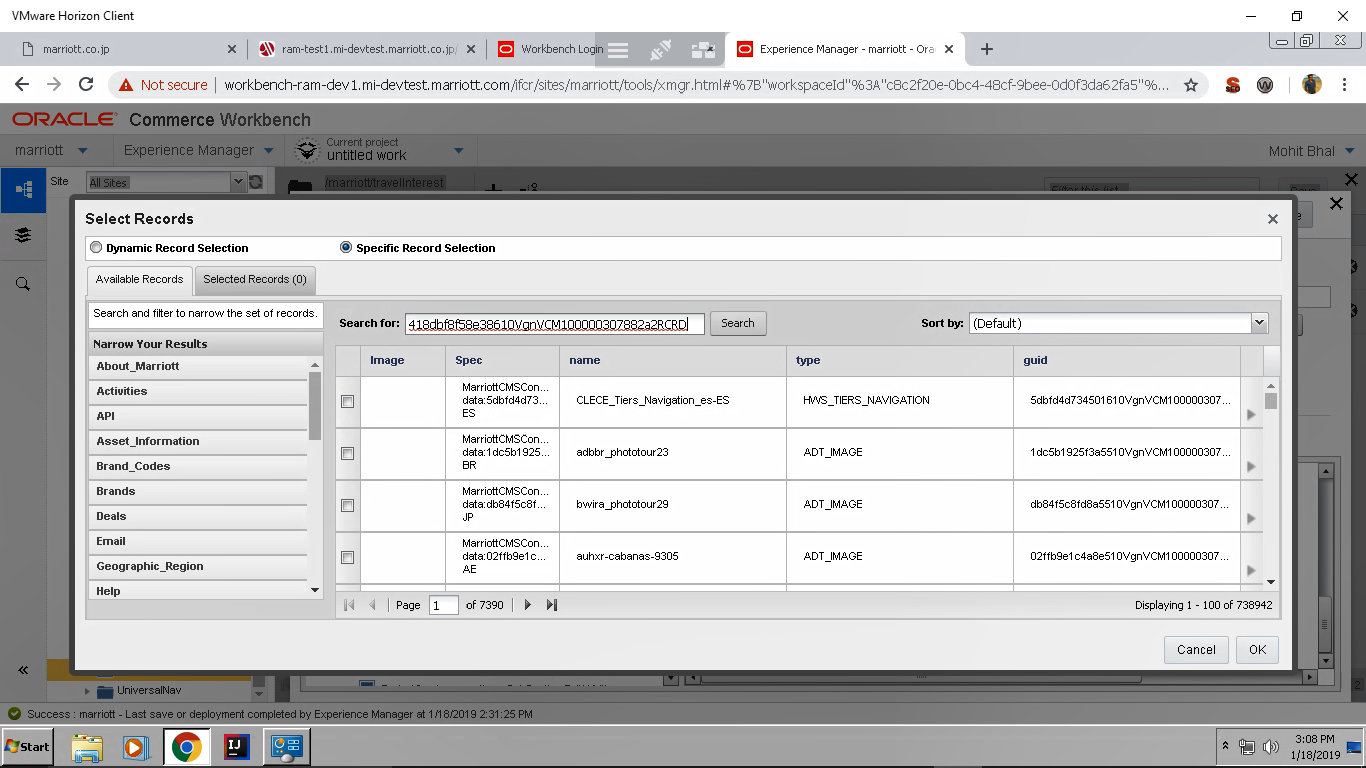 VMware Horizon Client
marriott.co.jp
ram-test1.mi-devtest.marriott.co.jp/
Workbench Login
Experience Manager - marriott - Ora
Not secure
workbench-ram-dev1.mi-devtest.marriott.com/ifcr/sites/marriott/tools/xmgr.html#%7B"workspaceId"%3A"c8c2f20e-0bc4-48cf-9bee-0d0f3da62fa5"%...
ORACLE Commerce Workbench
marriott
Experience Manager
Current project
untitled work
Mohit Bhal
Site
All Sites
/marriott/travelInterest
Filter this list
Select Records
Dynamic Record Selection
Specific Record Selection
Available Records
Selected Records (0)
Search and filter to narrow the set of records.
Search for:
418dbf8f58e38610VgnVCM100000307882a2RCRD
Search
Sort by:
(Default)
Narrow Your Results
About_Marriott
Activities
API
Asset_Information
Brand_Codes
Brands
Deals
Email
Geographic_Region
Help
Image Spec name type guid
MarriottCMSCon...
data:5dbfd4d73... CLECE_Tiers_Navigation_es-ES HWS_TIERS_NAVIGATION 5dbfd4d734501610VgnVCM10000307...
ES
MarriottCMSCon...
data:1dc5b1925... adbbr_phototour23 ADT_IMAGE 1dc5b1925f3a5510VgnVCM100000307...
BR
MarriottCMSCon...
data:db84f5c8f... bwira_phototour29 ADT_IMAGE db84f5c8fd8a5510VgnVCM100000307...
JP
MarriottCMSCon...
data:02ffb9e1c... auhxr-cabanas-9305 ADT_IMAGE 02ffb9e1c4a8e510VgnVCM100000307...
AE
Page 1 of 7390
Displaying 1 - 100 of 738942
Cancel
OK
UniversalNav
Success : marriott - Last save or deployment completed by Experience Manager at 1/18/2019 2:31:25 PM
Start
3:08 PM
1/18/2019